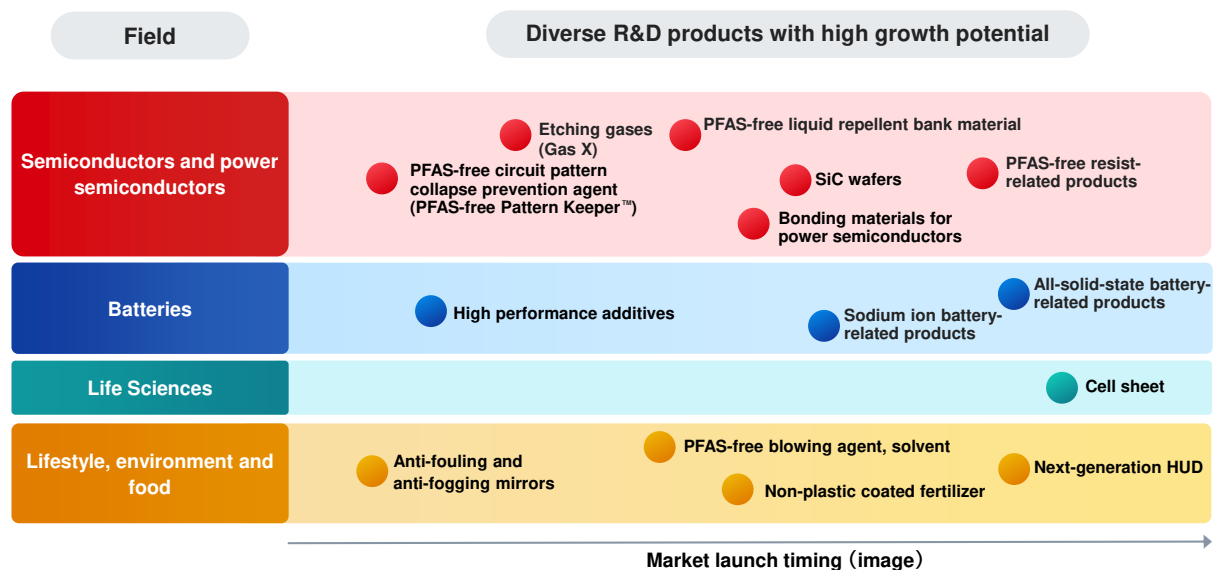 Field
Diverse R&D products with high growth potential
Semiconductors and power
semiconductors
Etching gases
(Gas X)
PFAS-free liquid repellent bank material
PFAS-free circuit pattern
collapse prevention agent
(PFAS-free Pattern Keeper™)
SiC wafers
PFAS-free resist-
related products
Bonding materials for
power semiconductors
Batteries
High performance additives
Sodium ion battery-
related products
All-solid-state battery-
related products
Life Sciences
Cell sheet
Lifestyle, environment and
food
Anti-fouling and
anti-fogging mirrors
PFAS-free blowing agent, solvent
Non-plastic coated fertilizer
Next-generation HUD
Market launch timing（image）